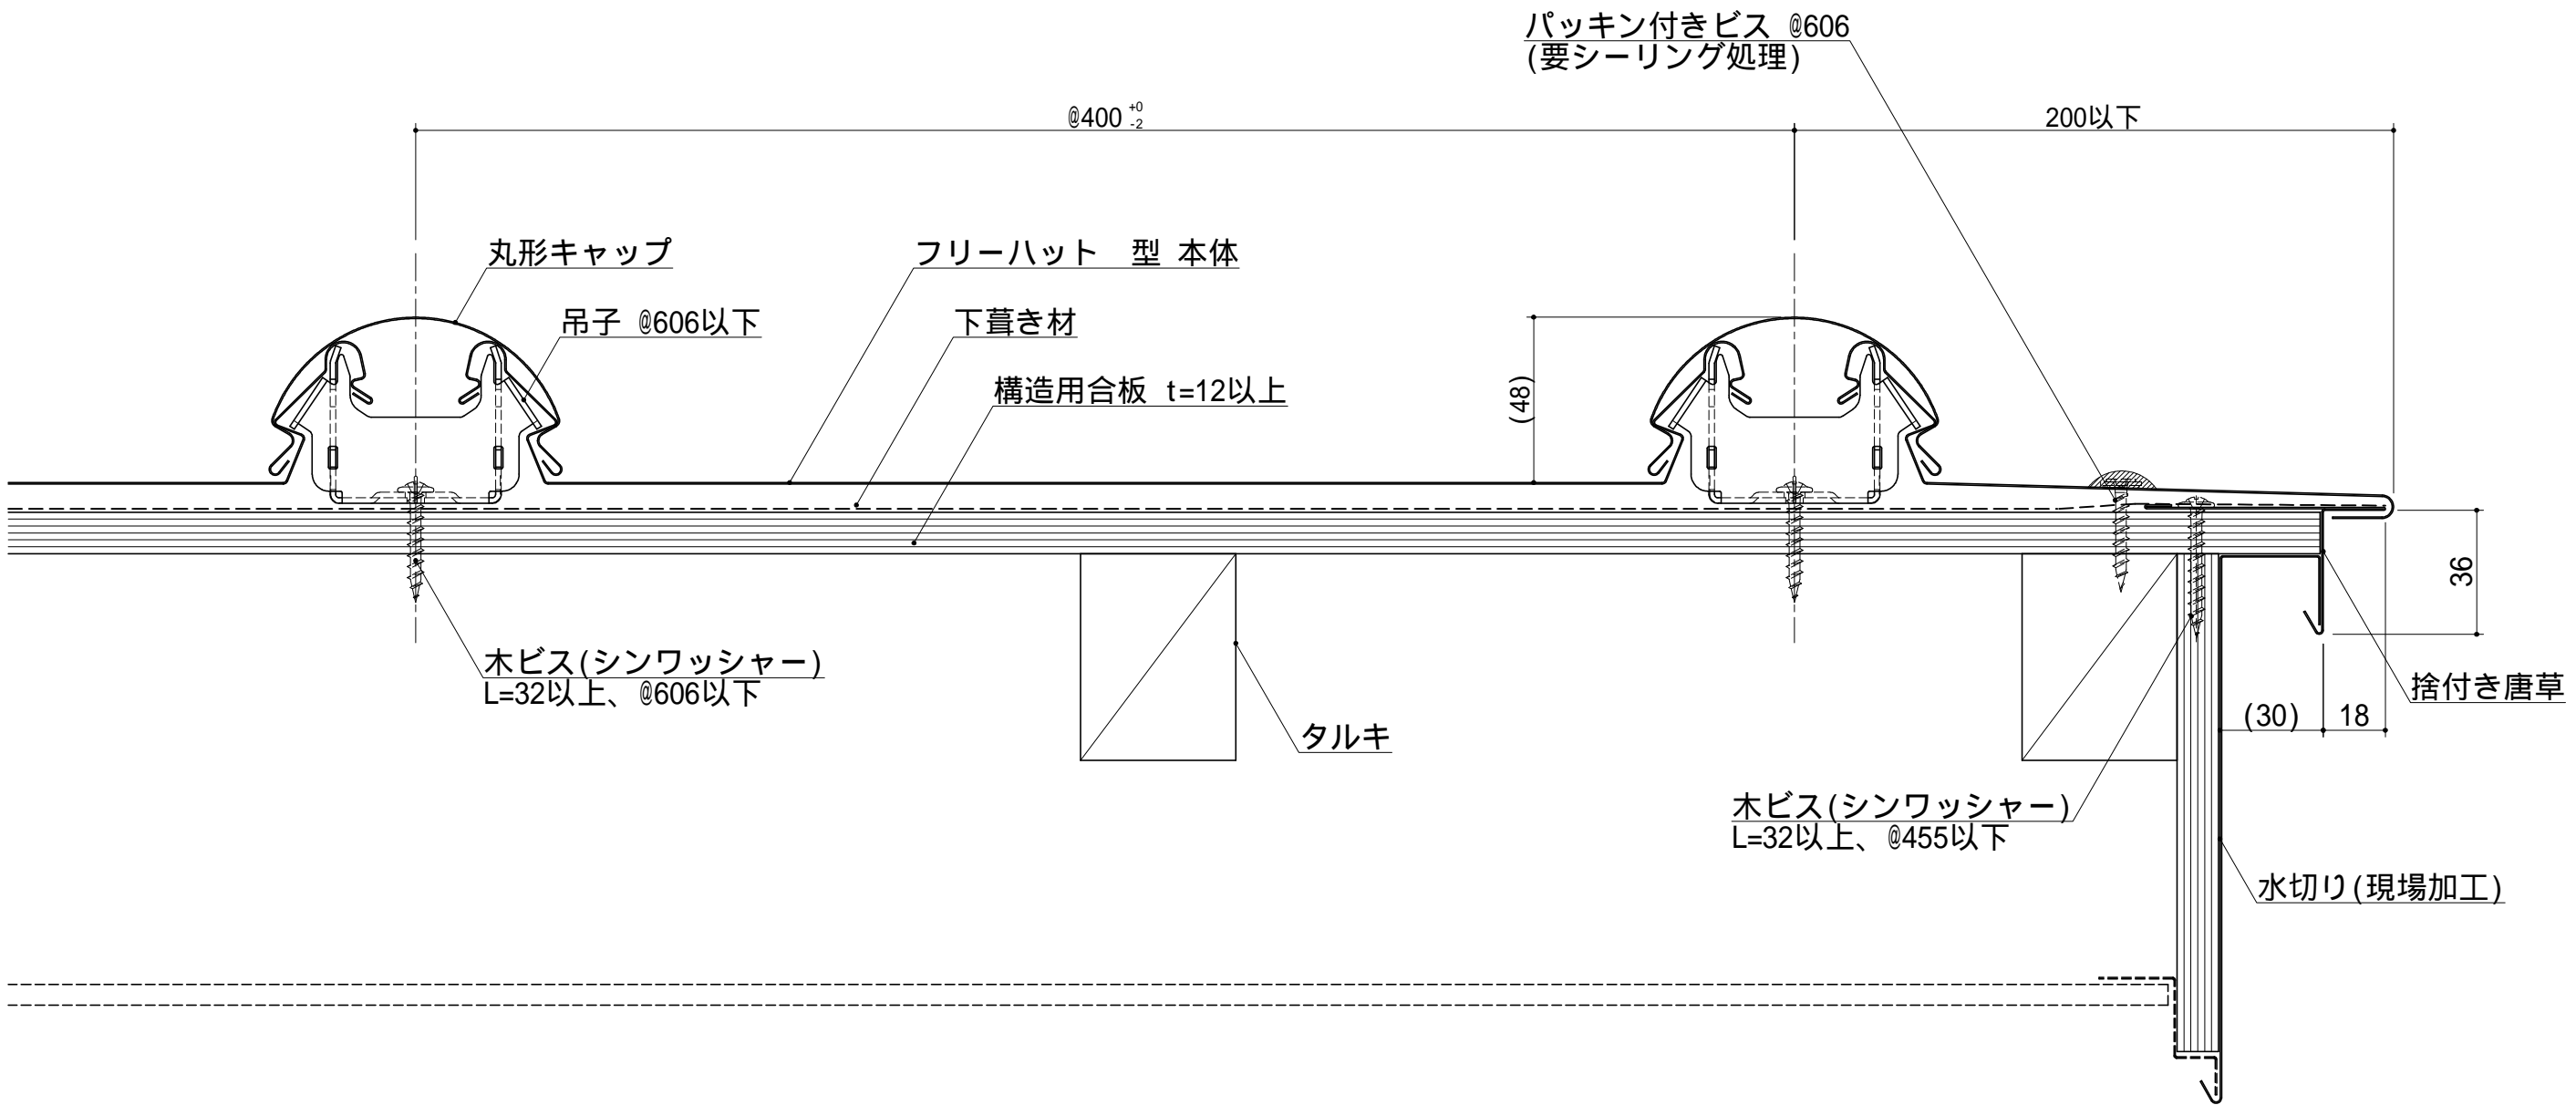 パッキン付きビス @606
(要シーリング処理)
@400 +0 -2
200以下
丸形キャップ
フリーハット 型 本体
吊子 @606以下
下葺き材
構造用合板 t=12以上
(48)
36
木ビス(シンワッシャー)
L=32以上、@606以下
捨付き唐草
(30)
18
タルキ
木ビス(シンワッシャー)
L=32以上、@455以下
水切り(現場加工)